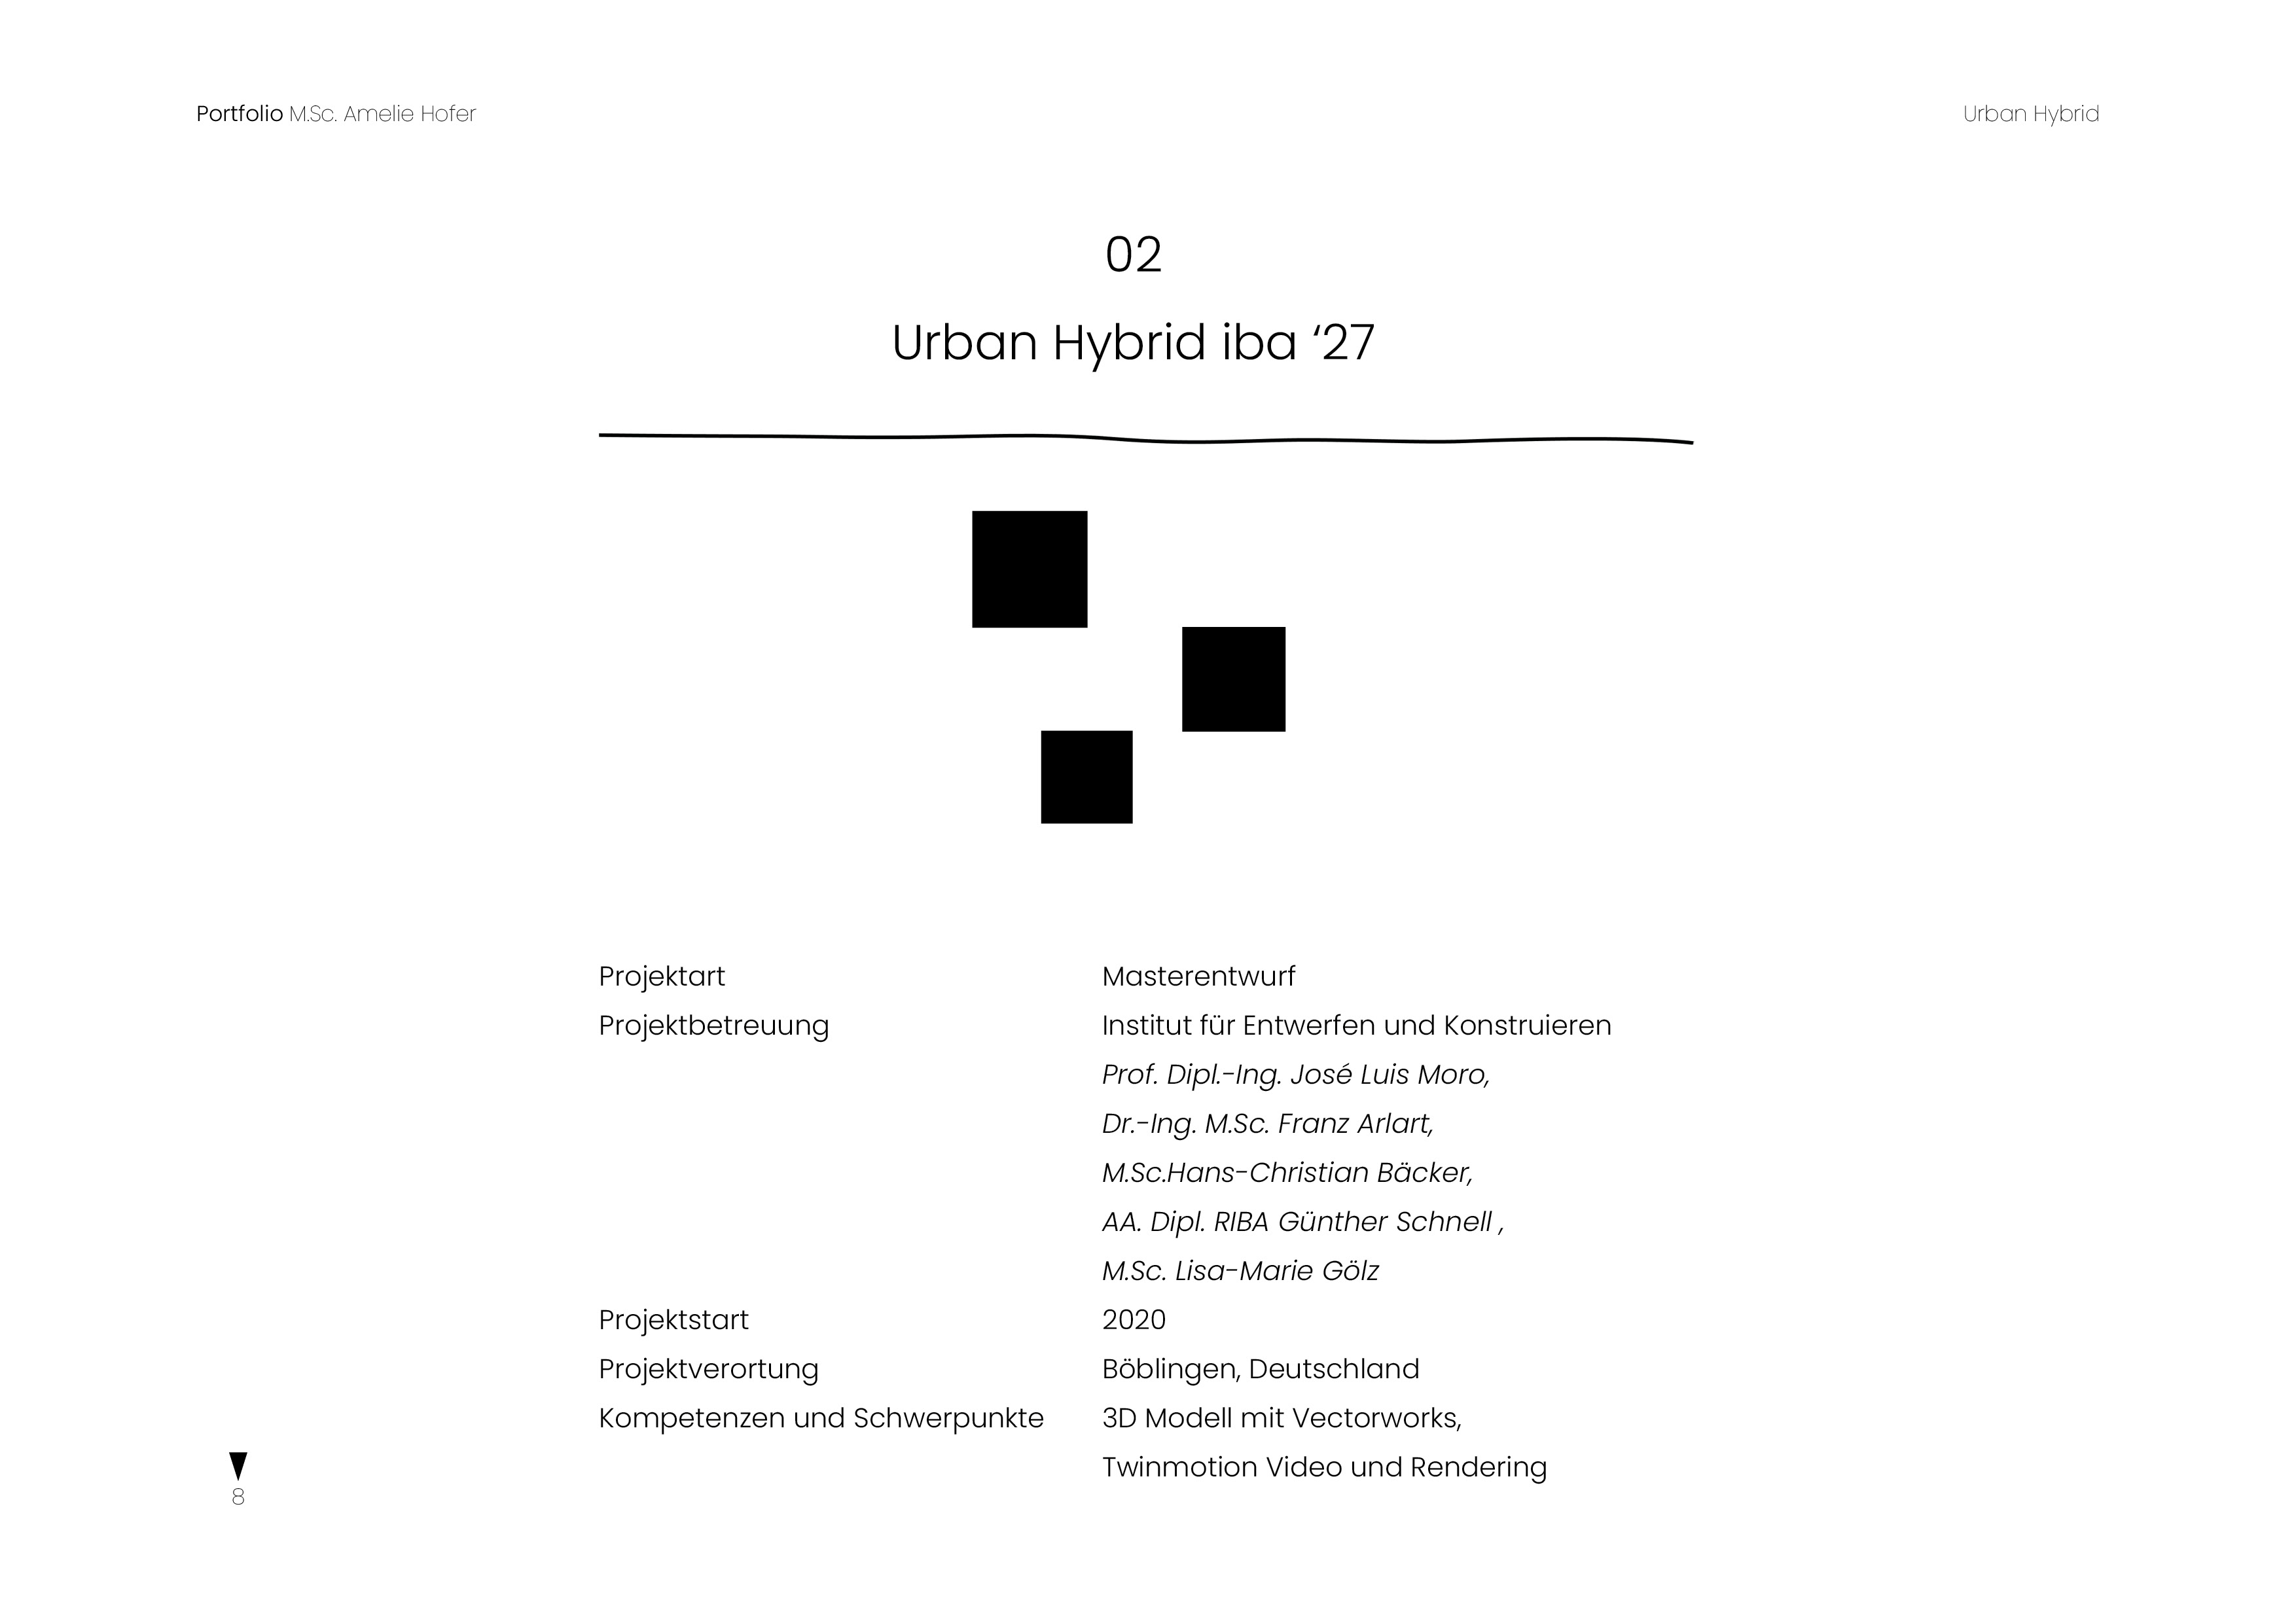 Portfolio M.Sc. Amelie Hofer
Urban Hybrid
02
Urban Hybrid iba ‘27
Projektart Masterentwurf
Projektbetreuung Institut für Entwerfen und Konstruieren
Prof. Dipl.-Ing. José Luis Moro,
Dr.-Ing. M.Sc. Franz Arlart,
M.Sc.Hans-Christian Bäcker,
AA. Dipl. RIBA Günther Schnell ,
M.Sc. Lisa-Marie Gölz
Projektstart 2020
Projektverortung Böblingen, Deutschland
Kompetenzen und Schwerpunkte 3D Modell mit Vectorworks,
Twinmotion Video und Rendering
8